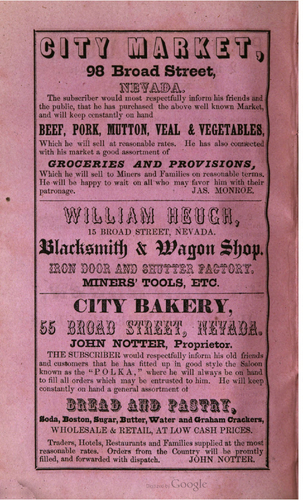 CITY MARKET,
98 Broad Street,
NEVADA.
The subscriber would most respectfully inform his friends and
the public, that he has purchased the above well known Market,
and will keep constantly on hand
BEEF, PORK, MUTTON, VEAL & VEGETABLES,
Which he will sell at reasonable rates. He has also connected
with his market a good assortment of
GROCERIES AND PROVISIONS,
Which he will sell to Miners and Families on reasonable terms.
He will be happy to wait on all who may favor him with their
patronage. JAS. MONROE.
WILLIAM HEUGH,
15 BROAD STREET, NEVADA.
Blacksmith & Wagon Shop.
IRON DOOR AND SHUTTER FACTORY.
MINERS' TOOLS, ETC.
CITY BAKERY,
55 BROAD STREET, NEVADA.
JOHN NOTTER, Proprietor.
THE SUBSCRIBER would respectfully inform his old friends
and customers that he has fitted up in good style the Saloon
known as the "POLKA," where he will always be on hand
to fill all orders which may be entrusted to him. He will keep
constantly on hand a general assortment of
BREAD AND PASTRY,
Soda, Boston, Sugar, Butter, Water and Graham Crackers,
WHOLESALE & RETAIL, AT LOW CASH PRICES.
Traders, Hotels, Restaurants and Families supplied at the most
reasonable rates. Orders from the Country will be promtly
filled, and forwarded with dispatch. JOHN NOTTER.
Google